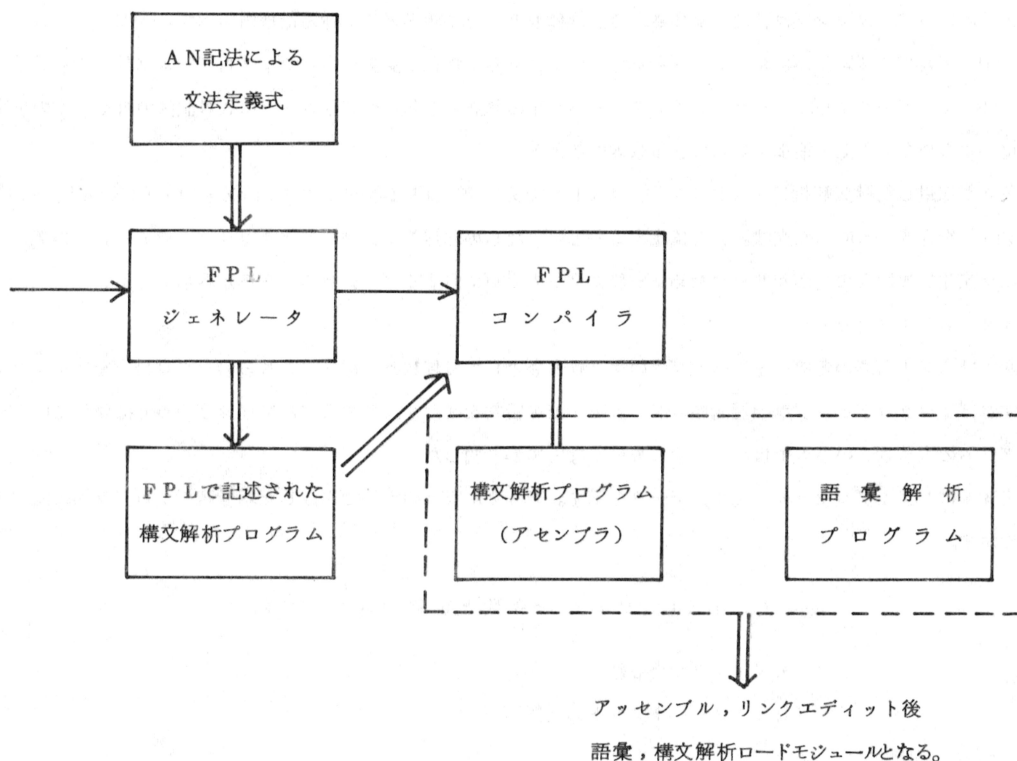 AN記法による
文法定義式
FPL
ジェネレータ
FPL
コンパイラ
FPLで記述された
構文解析プログラム
構文解析プログラム
（アセンブラ）
語彙解析
プログラム
アッセンブル，リンクエディット後
語彙，構文解析ロードモジュールとなる。